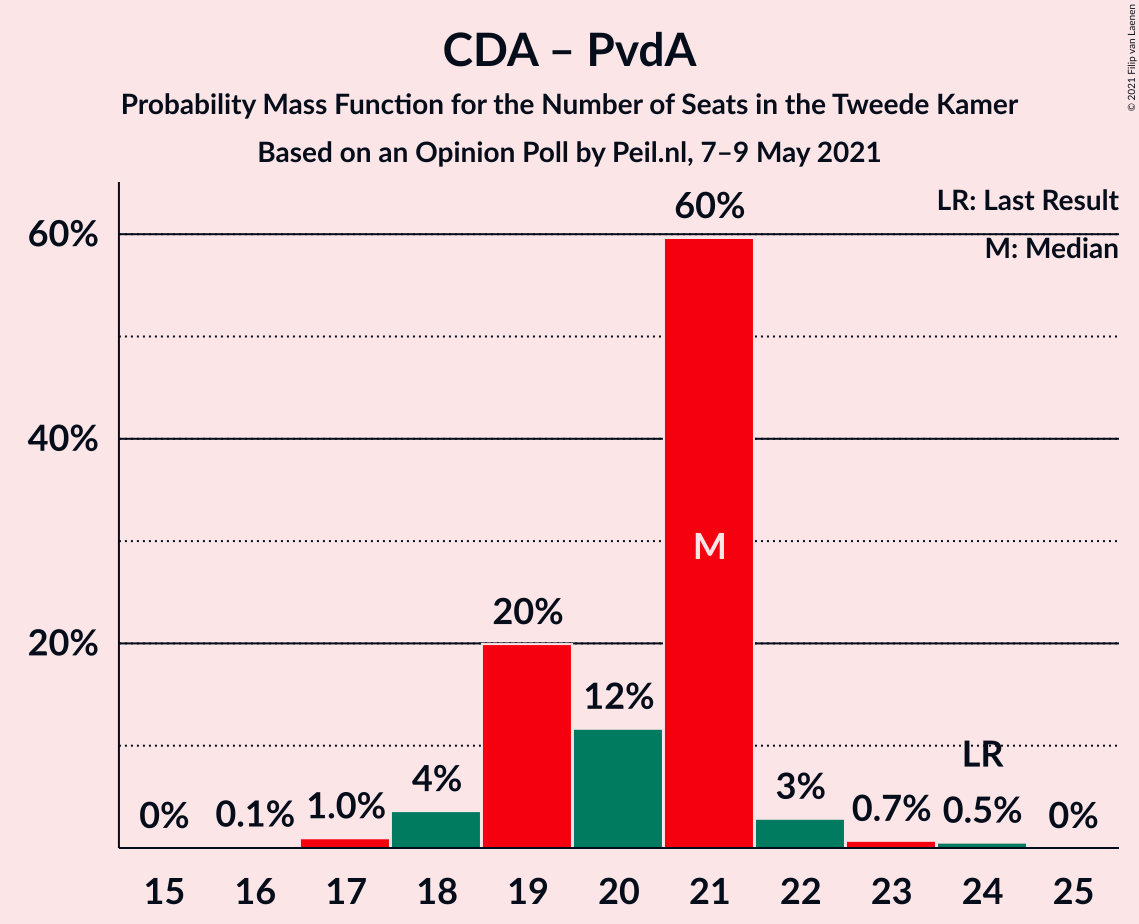 CDA – PvdA
Probability Mass Function for the Number of Seats in the Tweede Kamer
Based on an Opinion Poll by Peil.nl, 7–9 May 2021
© 2021 Filip van Laenen
LR: Last Result
M: Median
60%
40%
20%
0%
0.1%
1.0%
4%
20%
12%
60%
M
3%
0.7%
LR
0.5%
0%
15 16 17 18 19 20 21 22 23 24 25